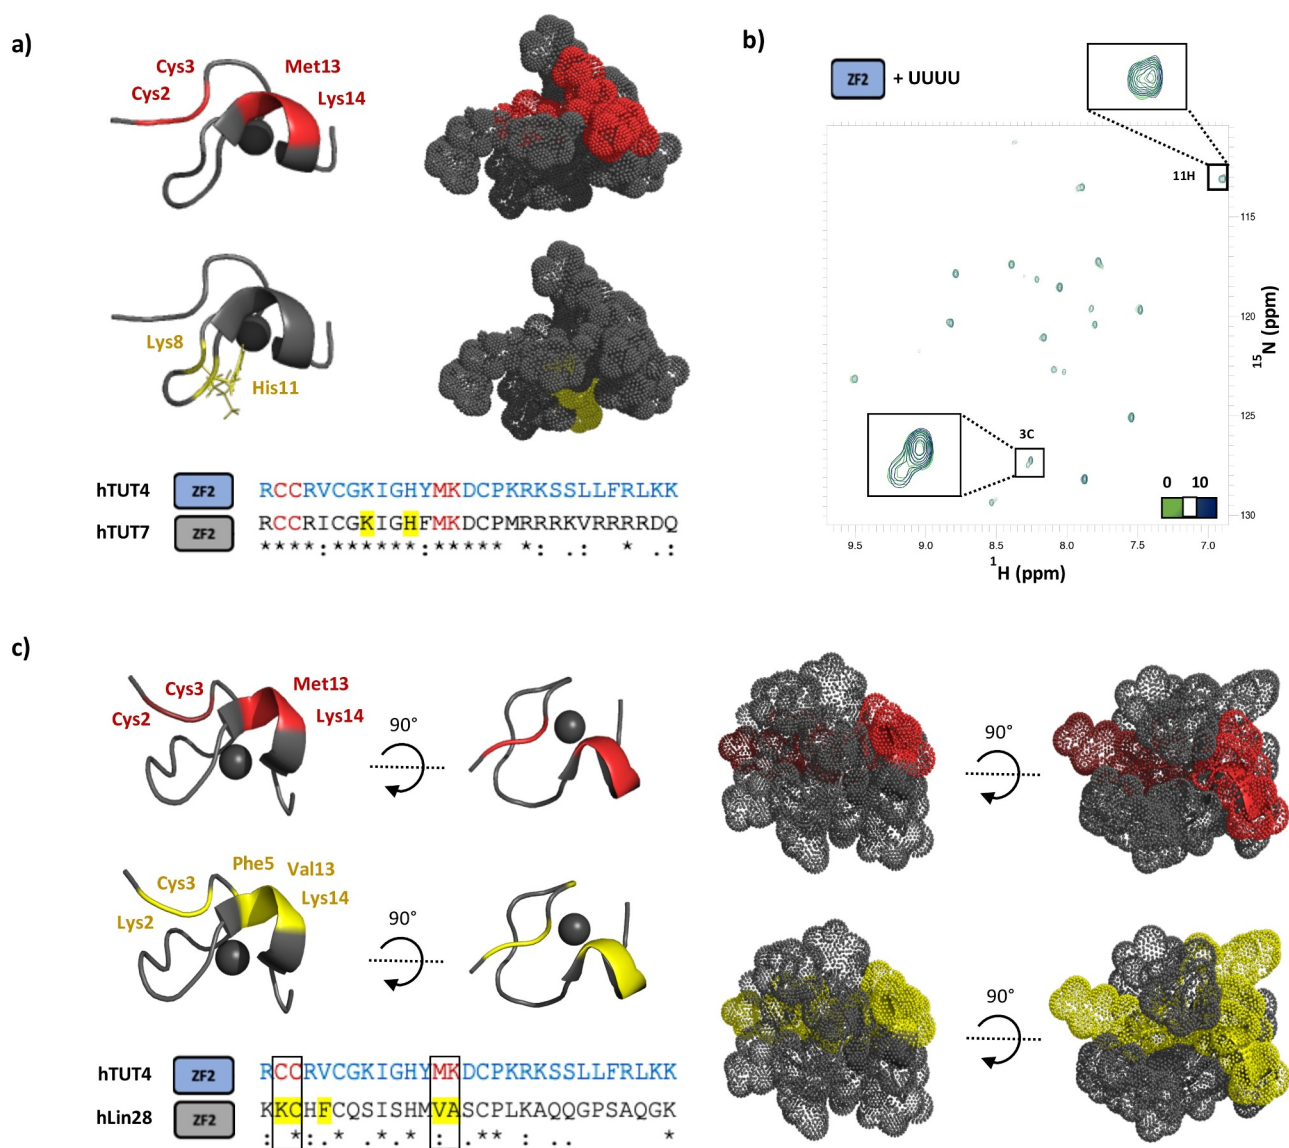 a)
Cys3
Met13
Cys2
Lys14
Lys8
His11
hTUT4 ZF2 RCCRVCGKIGHYMKDCPKRKSSLLFRLKK
hTUT7 ZF2 RCCRICGKIGHFMKDCPMRRRKVRRRRDQ
****:******:***** *: .: * .:
b)
ZF2 + UUUU
11H
115
120
125
130
15N (ppm)
3C
0 10
9.5 9.0 8.5 8.0 7.5 7.0
1H (ppm)
c)
Cys3
Met13
Cys2
Lys14
90°
90°
Phe5
Val13
Cys3
Lys14
Lys2
90°
90°
hTUT4 ZF2 RCCRVCGKIGHYMKDCPKRKSSLLFRLKK
hLin28 ZF2 KKCHFCQSISHMVASCPLKAQQGPSAQGK
: * :.* .*.* : .** : .. *